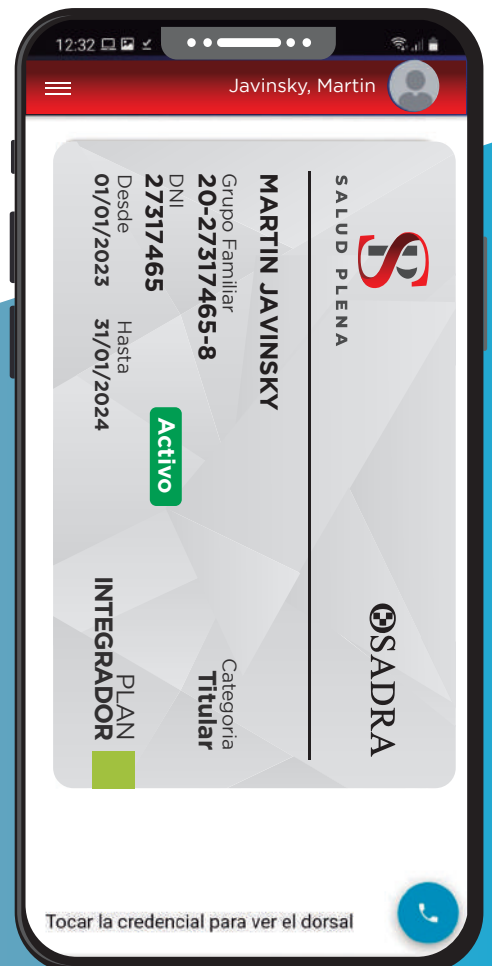 12:32
Javinsky, Martin
SALUD PLENA
OSADRA
MARTIN JAVINSKY
Grupo Familiar
20-27317465-8
Categoria
Titular
DNI
27317465
Activo
Desde
01/01/2023
Hasta
31/01/2024
PLAN
INTEGRADOR
Tocar la credencial para ver el dorsal